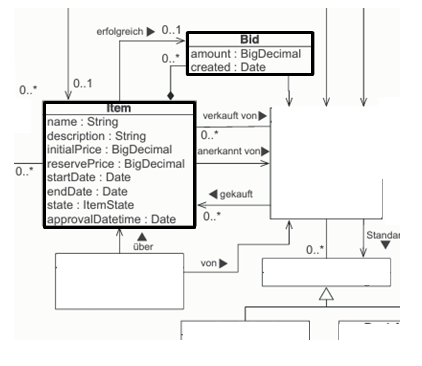 erfolgreich ▶ 0..1
Bid
amount : BigDecimal
created : Date
0..*
0..*
0..1
Item
name : String
description : String
initialPrice : BigDecimal
reservePrice : BigDecimal
startDate : Date
endDate : Date
state : ItemState
approvalDatetime : Date
verkauft von ▶
0..*
anerkannt von ▶
0..*
◀ gekauft
0..*
▲
über
von ▶
0..*
Standar
▼